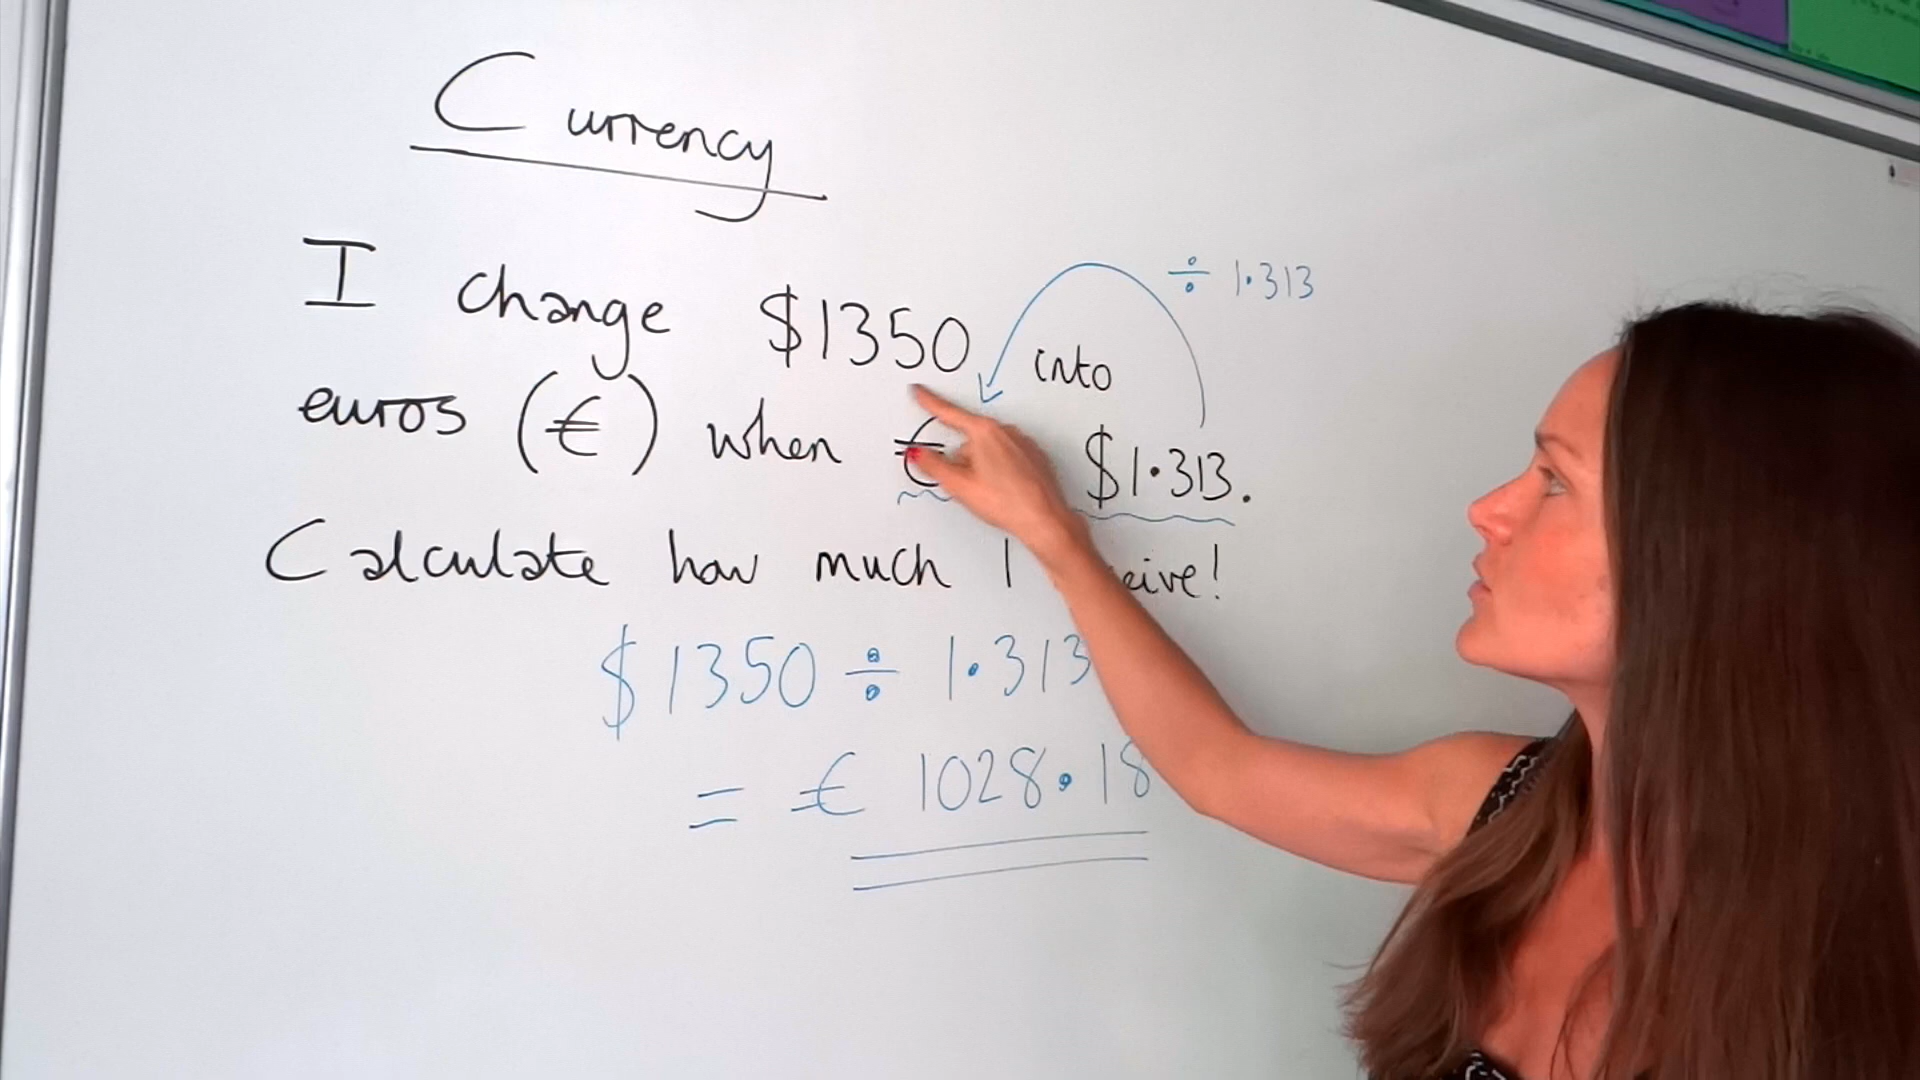 Currency
÷ 1.313
I change $1350 into
euros (€) when € $1.313.
Calculate how much I
$1350 ÷ 1.313
= € 1028.18